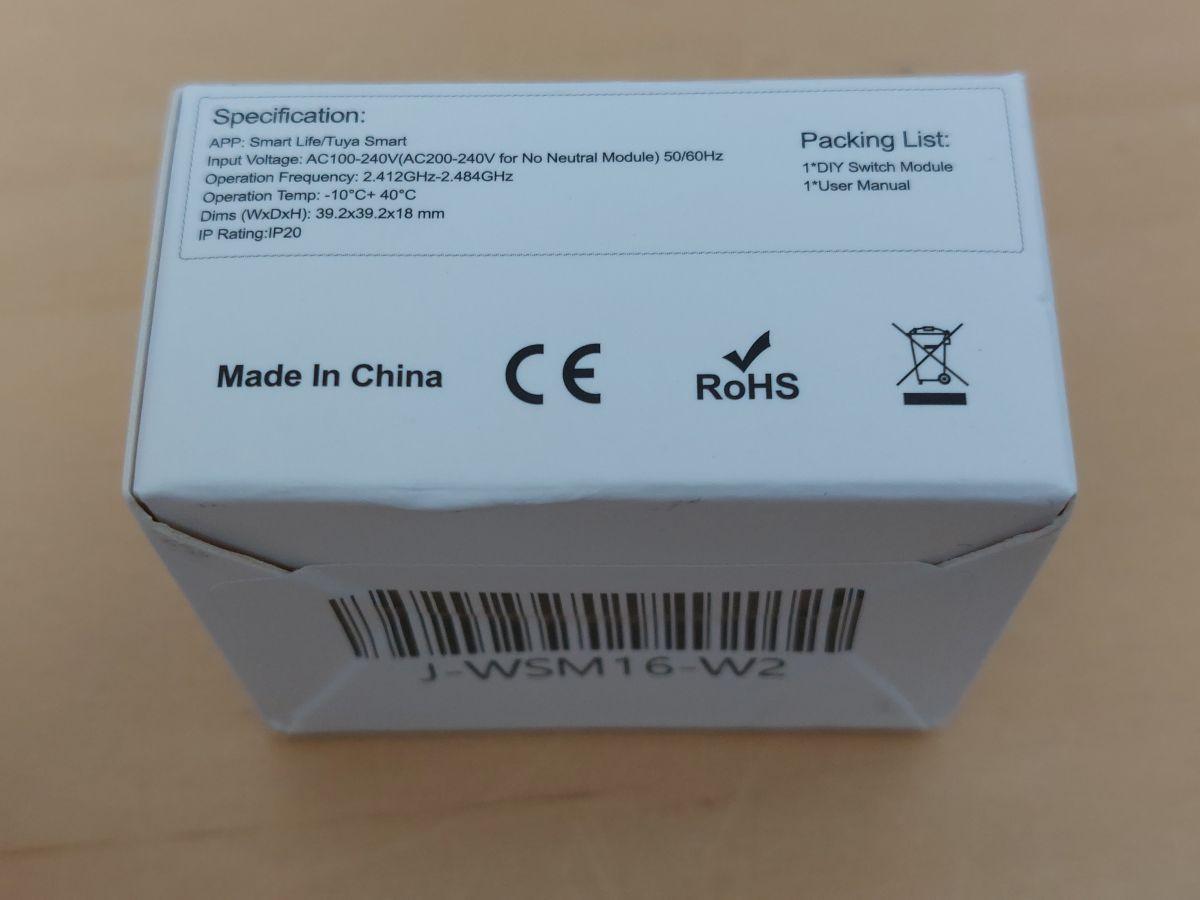 Specification:
APP: Smart Life/Tuya Smart
Input Voltage: AC100-240V(AC200-240V for No Neutral Module) 50/60Hz
Operation Frequency: 2.412GHz-2.484GHz
Operation Temp: -10°C+ 40°C
Dims (WxDxH): 39.2x39.2x18 mm
IP Rating:IP20
Packing List:
1*DIY Switch Module
1*User Manual
Made In China
CE
RoHS
J-WSM16-W2